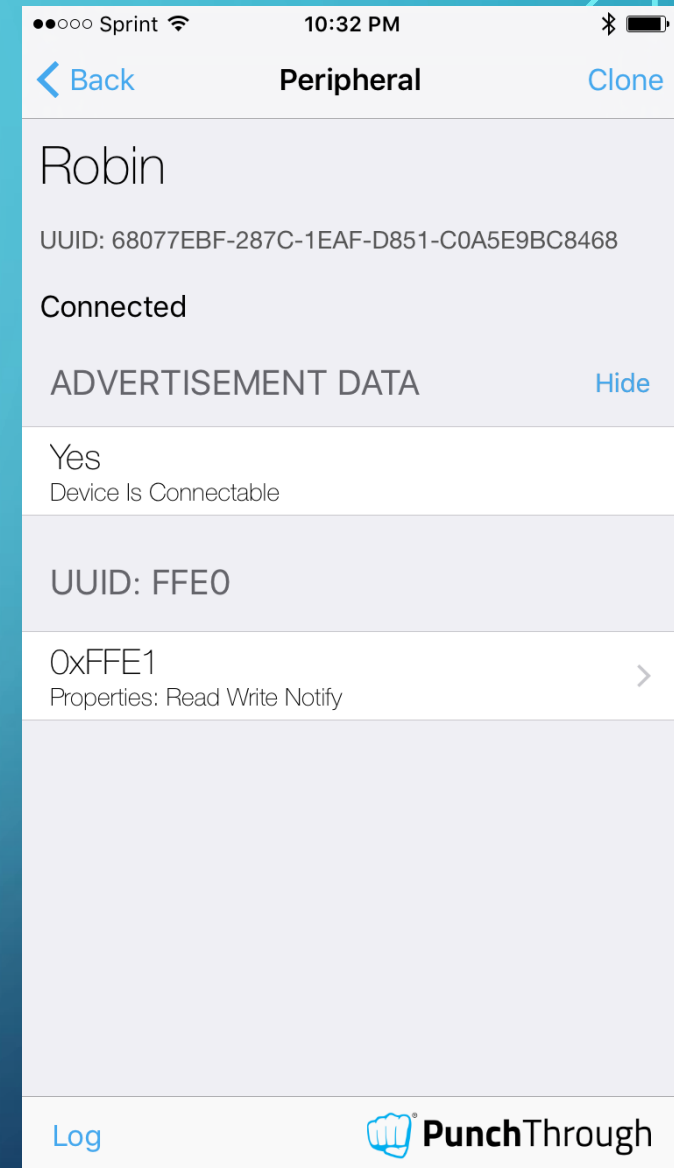 Sprint 10:32 PM
Back Peripheral Clone
Robin
UUID: 68077EBF-287C-1EAF-D851-C0A5E9BC8468
Connected
ADVERTISEMENT DATA Hide
Yes
Device Is Connectable
UUID: FFE0
0xFFE1
Properties: Read Write Notify
Log PunchThrough